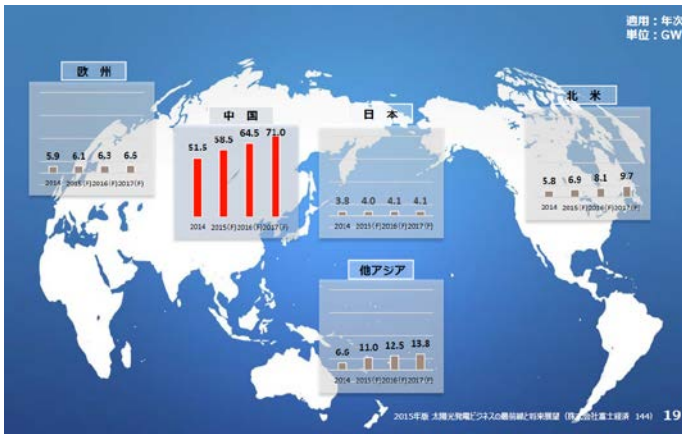 適用：年次
単位：GW
欧 州
5.9 6.1 6.3 6.5
2014 2015(F) 2016(F) 2017(F)
中 国
51.5 58.5 64.5 71.0
2014 2015(F) 2016(F) 2017(F)
日 本
3.8 4.0 4.1 4.1
2014 2015(F) 2016(F) 2017(F)
北 米
5.8 6.9 8.1 9.7
2014 2015(F) 2016(F) 2017(F)
他アジア
6.6 11.0 12.5 13.8
2014 2015(F) 2016(F) 2017(F)
2015年版 太陽光発電ビジネスの最前線と将来展望 (株式会社富士経済 144) 19